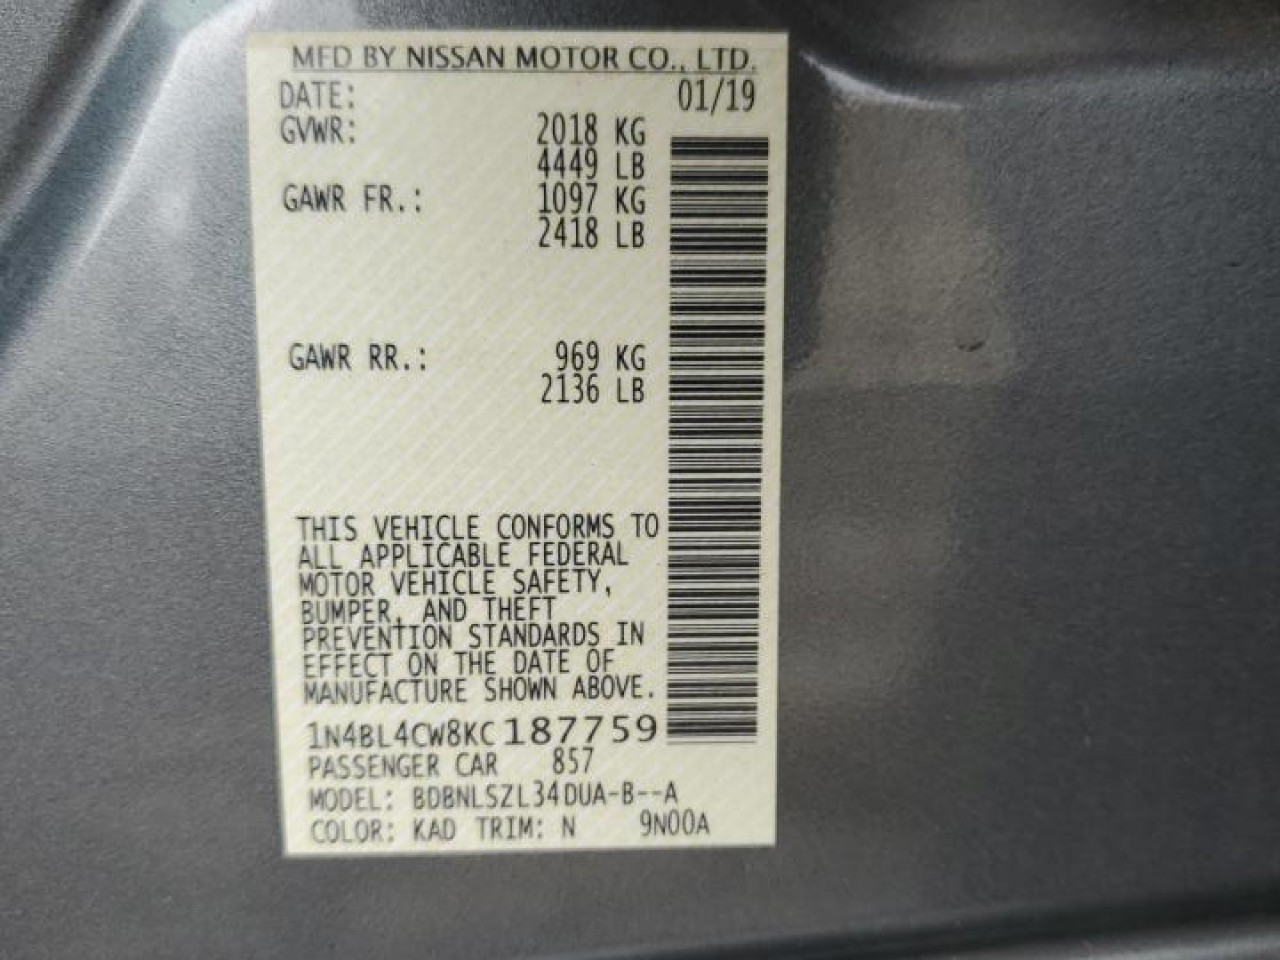 MFD BY NISSAN MOTOR CO., LTD.
DATE: 01/19
GVWR: 2018 KG
4449 LB
GAWR FR.: 1097 KG
2418 LB
GAWR RR.: 969 KG
2136 LB
THIS VEHICLE CONFORMS TO
ALL APPLICABLE FEDERAL
MOTOR VEHICLE SAFETY,
BUMPER, AND THEFT
PREVENTION STANDARDS IN
EFFECT ON THE DATE OF
MANUFACTURE SHOWN ABOVE.
1N4BL4CW8KC187759
PASSENGER CAR 857
MODEL: BDBNLSZL34DUA-B--A
COLOR: KAD TRIM: N 9N00A